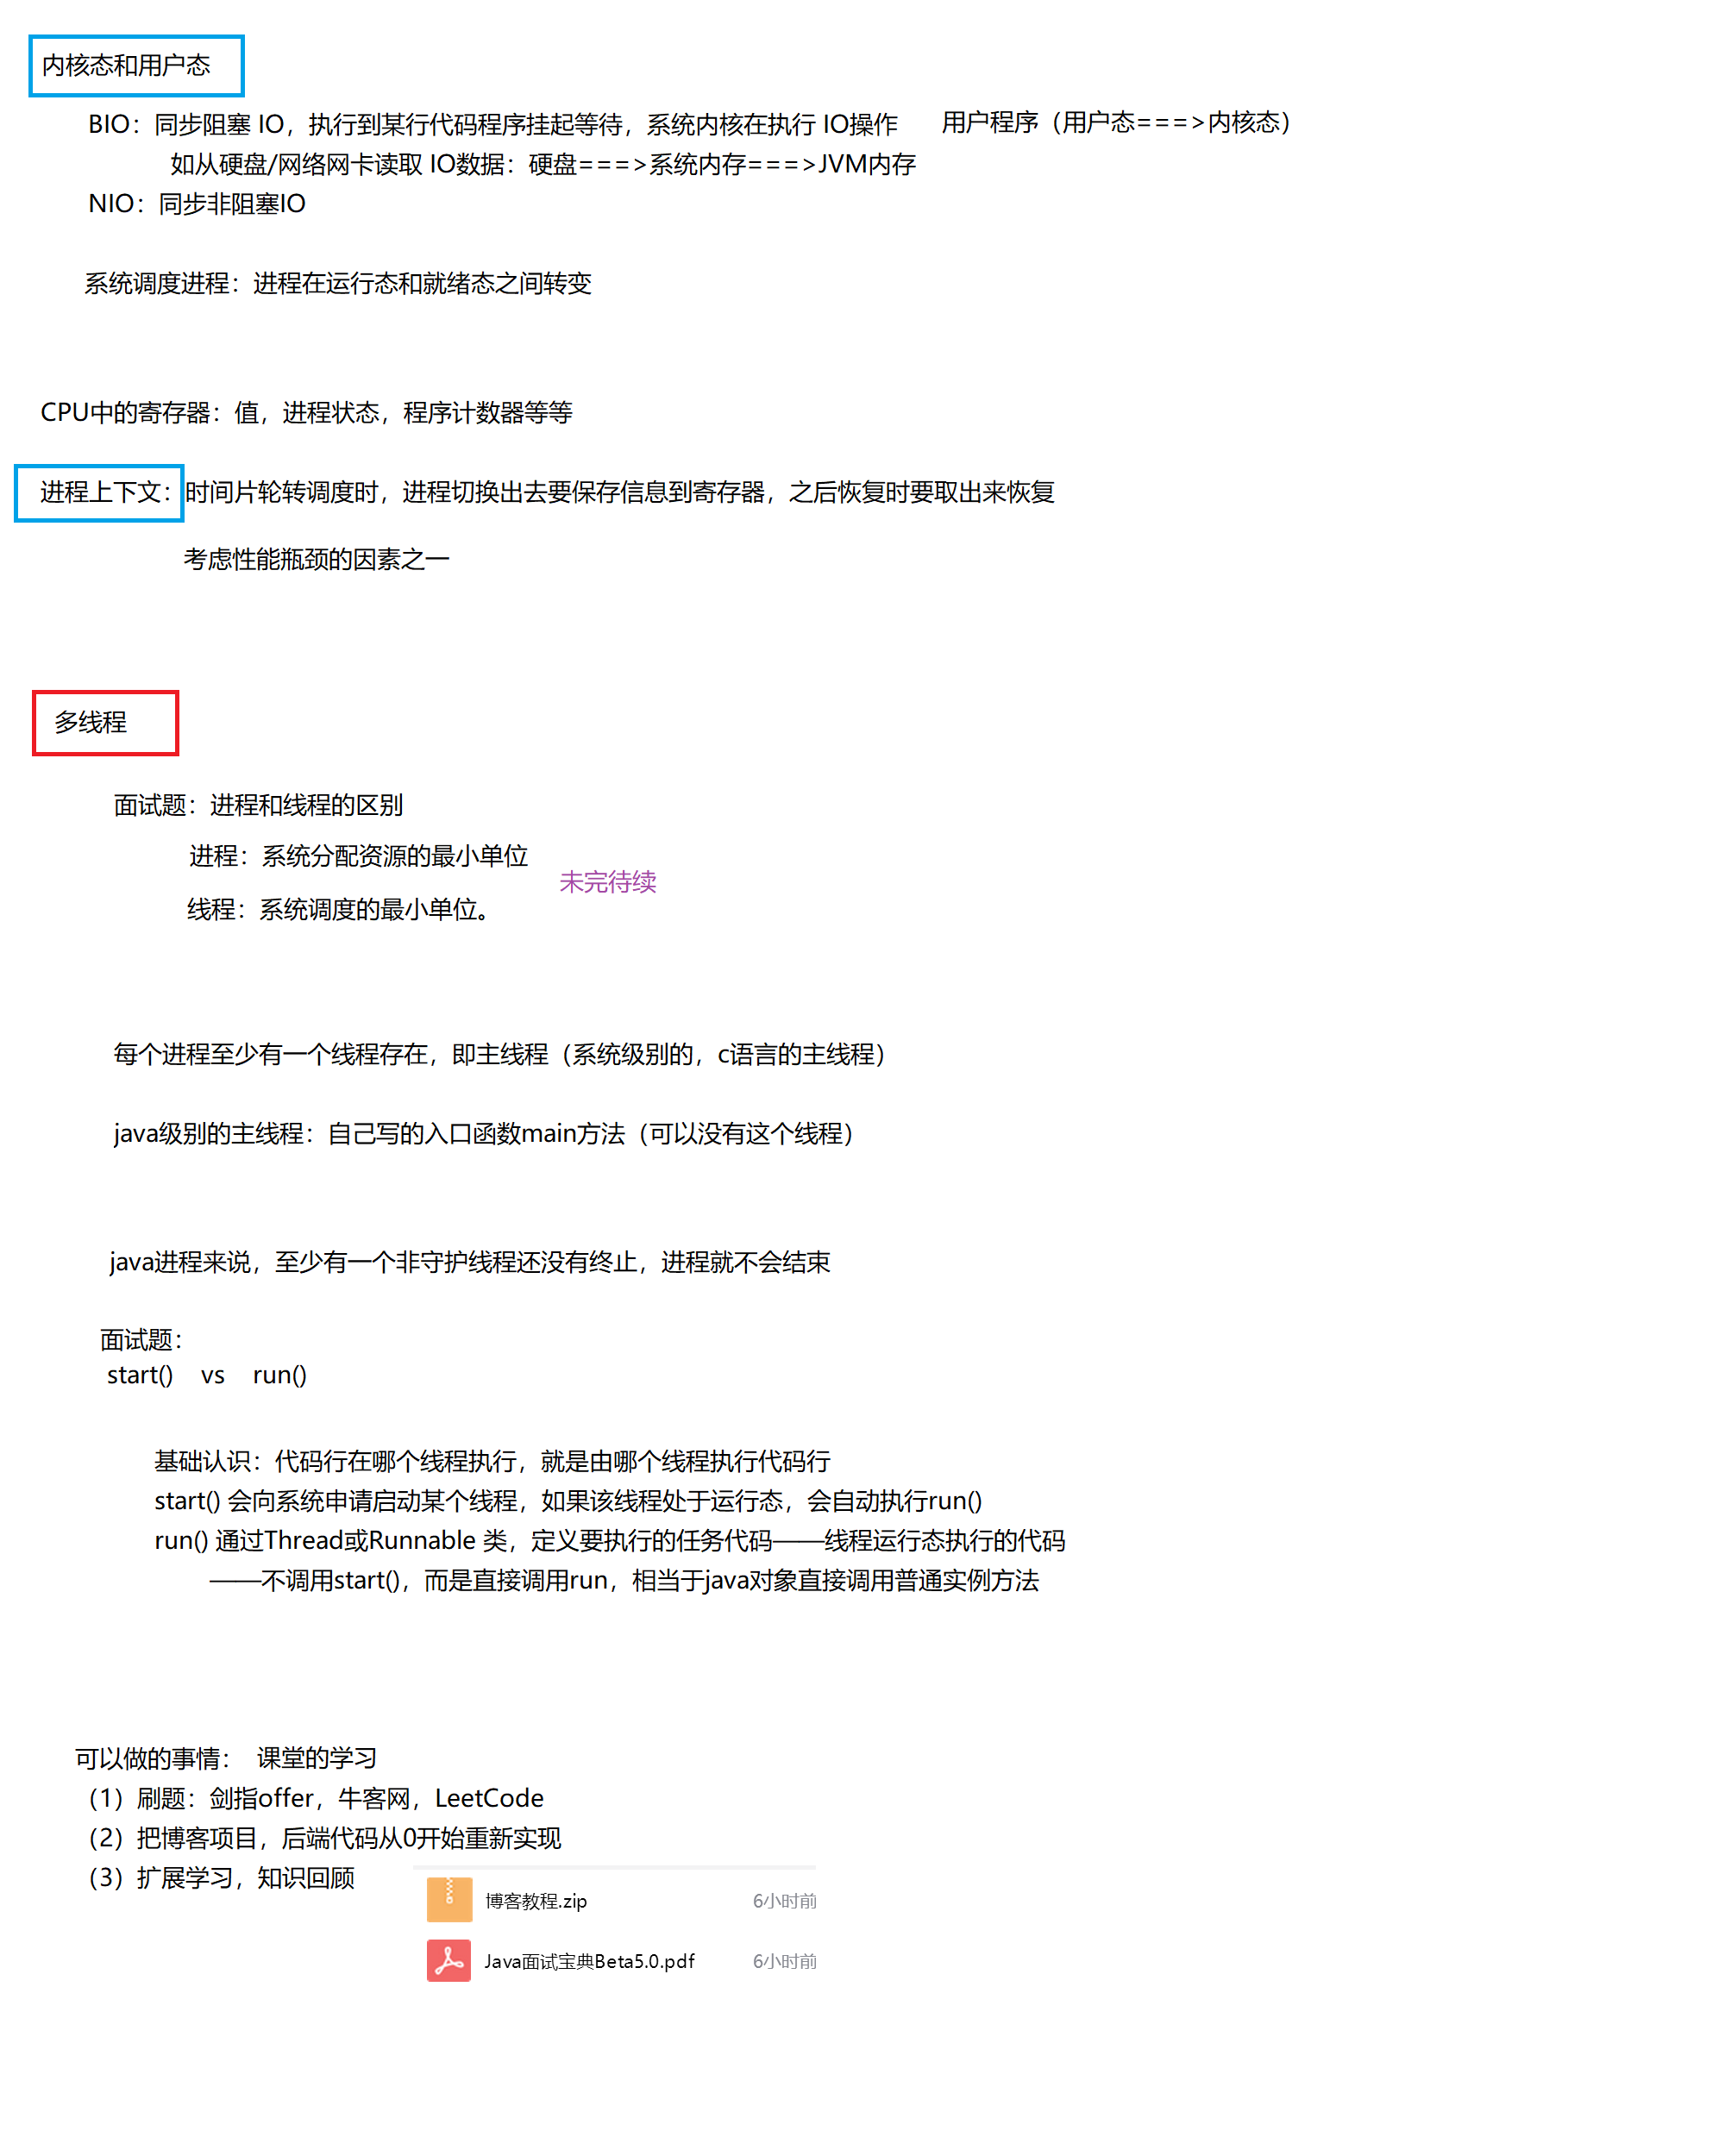 内核态和用户态
BIO：同步阻塞 IO，执行到某行代码程序挂起等待，系统内核在执行 IO操作 用户程序（用户态===>内核态）
如从硬盘/网络网卡读取 IO数据：硬盘===>系统内存===>JVM内存
NIO：同步非阻塞IO
系统调度进程：进程在运行态和就绪态之间转变
CPU中的寄存器：值，进程状态，程序计数器等等
进程上下文：时间片轮转调度时，进程切换出去要保存信息到寄存器，之后恢复时要取出来恢复
考虑性能瓶颈的因素之一
多线程
面试题：进程和线程的区别
进程：系统分配资源的最小单位
未完待续
线程：系统调度的最小单位。
每个进程至少有一个线程存在，即主线程（系统级别的，c语言的主线程）
java级别的主线程：自己写的入口函数main方法（可以没有这个线程）
java进程来说，至少有一个非守护线程还没有终止，进程就不会结束
面试题：
start() vs run()
基础认识：代码行在哪个线程执行，就是由哪个线程执行代码行
start() 会向系统申请启动某个线程，如果该线程处于运行态，会自动执行run()
run() 通过Thread或Runnable 类，定义要执行的任务代码——线程运行态执行的代码
——不调用start()，而是直接调用run，相当于java对象直接调用普通实例方法
可以做的事情： 课堂的学习
（1）刷题：剑指offer，牛客网，LeetCode
（2）把博客项目，后端代码从0开始重新实现
（3）扩展学习，知识回顾
博客教程.zip 6小时前
Java面试宝典Beta5.0.pdf 6小时前